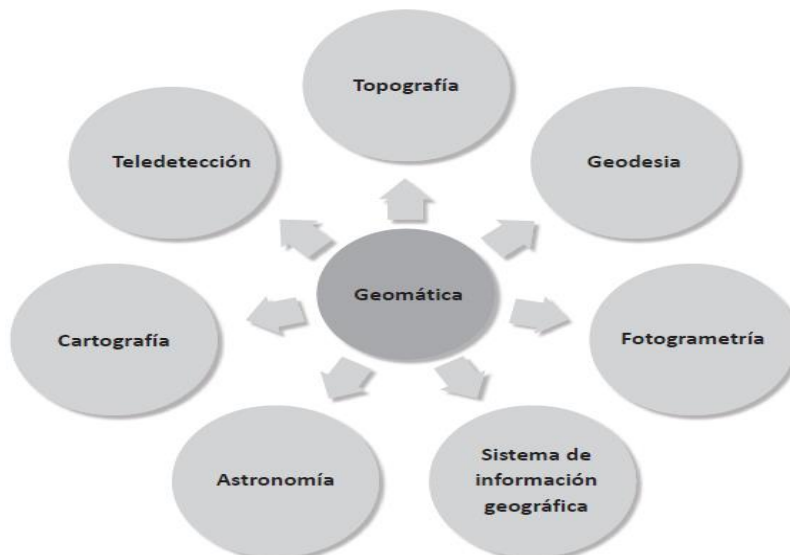 Topografía
Teledetección
Geodesia
Geomática
Cartografía
Fotogrametría
Astronomía
Sistema de
información
geográfica